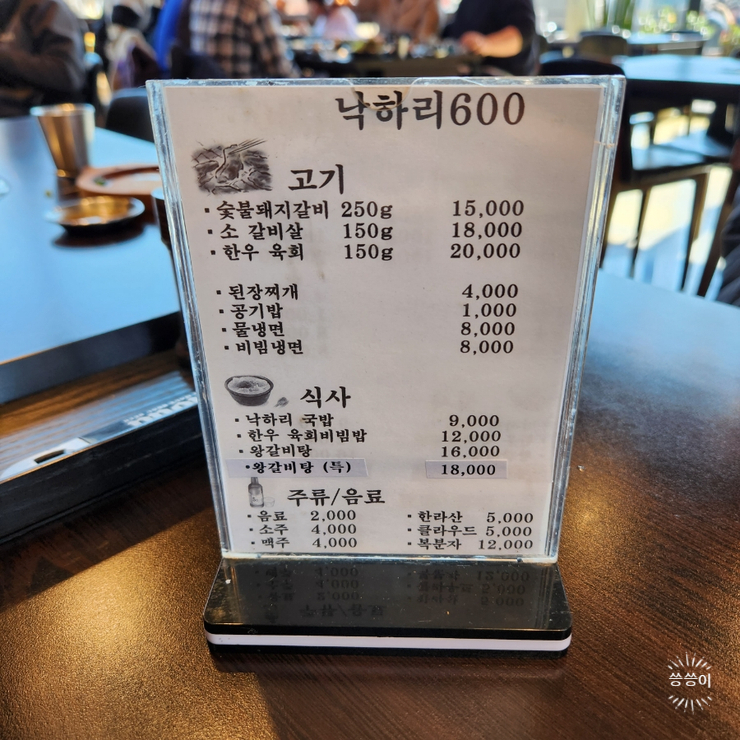 낙하리600
고기
· 숯불돼지갈비 250g 15,000
· 소 갈비살 150g 18,000
· 한우 육회 150g 20,000
· 된장찌개 4,000
· 공기밥 1,000
· 물냉면 8,000
· 비빔냉면 8,000
식사
· 낙하리 국밥 9,000
· 한우 육회비빔밥 12,000
· 왕갈비탕 16,000
· 왕갈비탕 (특) 18,000
주류/음료
· 음료 2,000 · 한라산 5,000
· 소주 4,000 · 클라우드 5,000
· 맥주 4,000 · 복분자 12,000
쓩쓩이